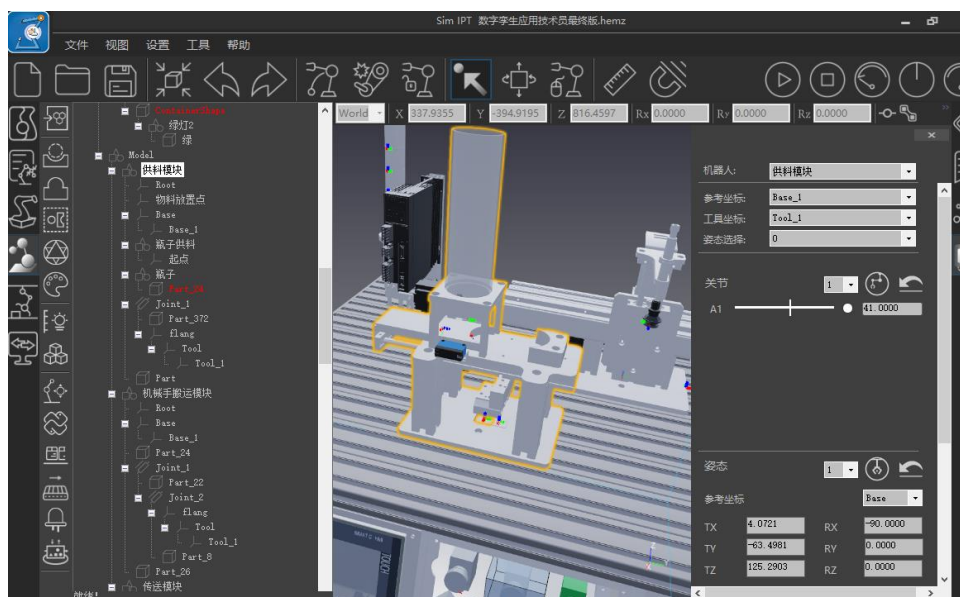 Sim IPT 数字孪生应用技术员最终版.hemz
文件 视图 设置 工具 帮助
World X 337.9355 Y -394.9195 Z 816.4597 Rx 0.0000 Ry 0.0000 Rz 0.0000
ContainerShape
绿灯2
绿
Model
供料模块
Root
物料放置点
Base
Base_1
瓶子供料
起点
瓶子
Part_34
Joint_1
Part_372
flang
Tool
Tool_1
Part
机械手搬运模块
Root
Base
Base_1
Part_24
Joint_1
Part_22
Joint_2
flang
Tool
Tool_1
Part_8
Part_26
传送模块
就绪!
TOUCH
机器人: 供料模块
参考坐标: Base_1
工具坐标: Tool_1
姿态选择: 0
关节 1
A1 41.0000
姿态 1
参考坐标 Base
TX 4.0721 RX -90.0000
TY -63.4981 RY 0.0000
TZ 125.2903 RZ 0.0000